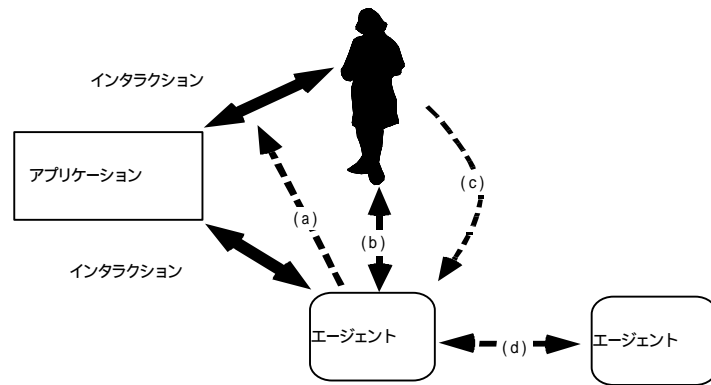 インタラクション
アプリケーション
(c)
(a)
(b)
インタラクション
エージェント
(d)
エージェント